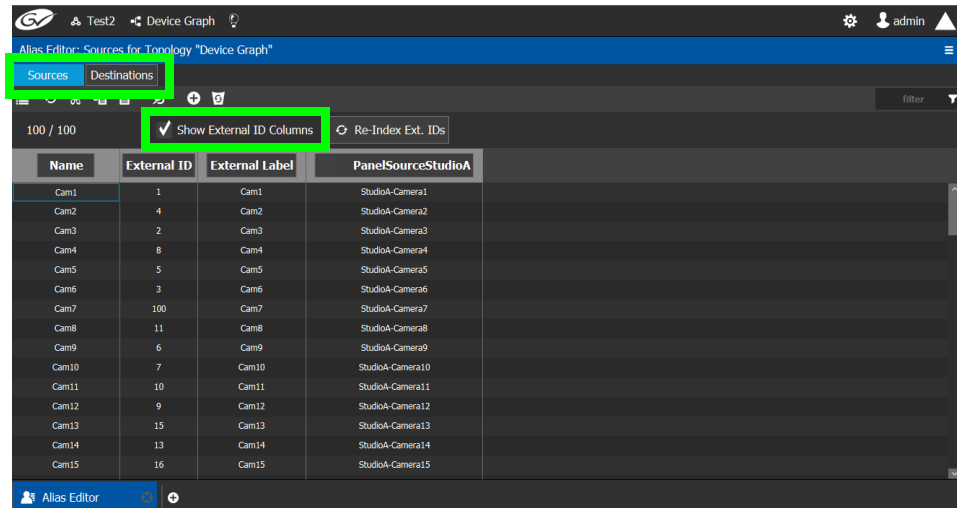 GV Test2 Device Graph admin
Alias Editor: Sources for Topology "Device Graph"
Sources Destinations
filter
100 / 100 Show External ID Columns Re-Index Ext. IDs
Name External ID External Label PanelSourceStudioA
Cam1 1 Cam1 StudioA-Camera1
Cam2 4 Cam2 StudioA-Camera2
Cam3 2 Cam3 StudioA-Camera3
Cam4 8 Cam4 StudioA-Camera4
Cam5 5 Cam5 StudioA-Camera5
Cam6 3 Cam6 StudioA-Camera6
Cam7 100 Cam7 StudioA-Camera7
Cam8 11 Cam8 StudioA-Camera8
Cam9 6 Cam9 StudioA-Camera9
Cam10 7 Cam10 StudioA-Camera10
Cam11 10 Cam11 StudioA-Camera11
Cam12 9 Cam12 StudioA-Camera12
Cam13 15 Cam13 StudioA-Camera13
Cam14 13 Cam14 StudioA-Camera14
Cam15 16 Cam15 StudioA-Camera15
Alias Editor